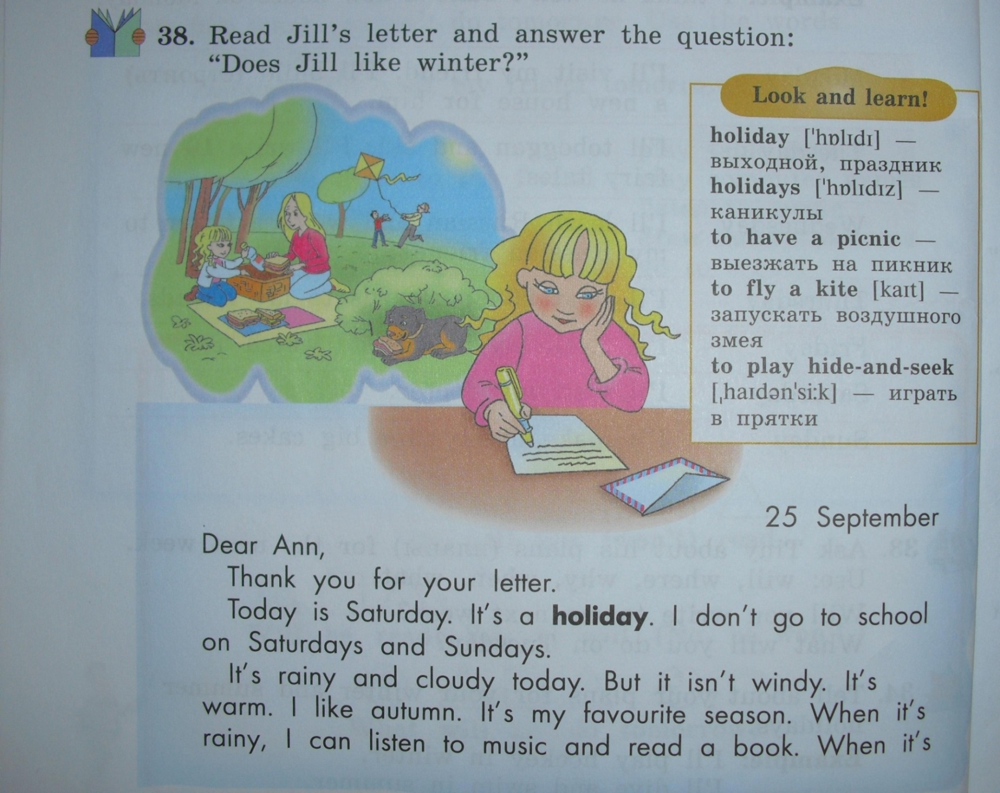 38. Read Jill's letter and answer the question:
“Does Jill like winter?”
Look and learn!
holiday [ˈhɒlɪdɪ] —
выходной, праздник
holidays [ˈhɒlɪdɪz] —
каникулы
to have a picnic —
выезжать на пикник
to fly a kite [kaɪt] —
запускать воздушного
змея
to play hide-and-seek
[ˌhaɪdənˈsi:k] — играть
в прятки
25 September
Dear Ann,
Thank you for your letter.
Today is Saturday. It's a holiday. I don't go to school
on Saturdays and Sundays.
It's rainy and cloudy today. But it isn't windy. It's
warm. I like autumn. It's my favourite season. When it's
rainy, I can listen to music and read a book. When it's